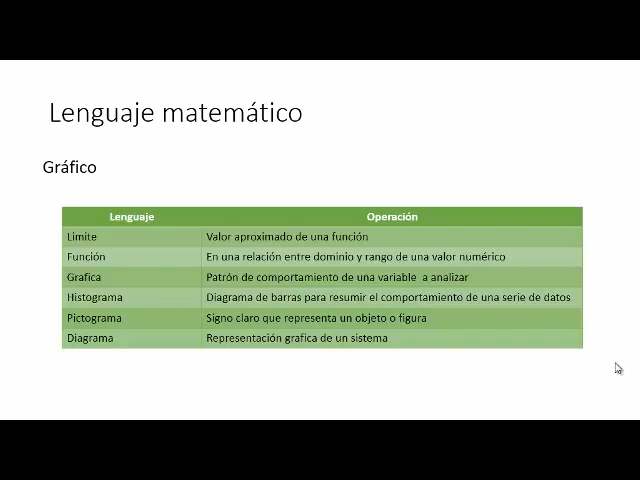 Lenguaje matemático
Gráfico
Lenguaje Operación
Limite Valor aproximado de una función
Función En una relación entre dominio y rango de una valor numérico
Grafica Patrón de comportamiento de una variable a analizar
Histograma Diagrama de barras para resumir el comportamiento de una serie de datos
Pictograma Signo claro que representa un objeto o figura
Diagrama Representación grafica de un sistema